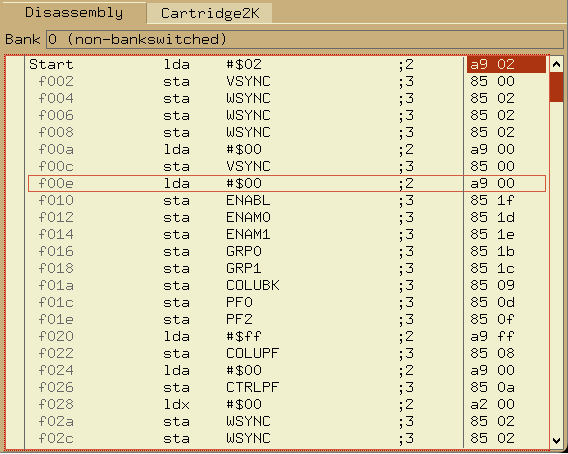 Disassembly Cartridge2K
Bank 0 (non-bankswitched)
Start lda #$02 ;2 a9 02
f002 sta VSYNC ;3 85 00
f004 sta WSYNC ;3 85 02
f006 sta WSYNC ;3 85 02
f008 sta WSYNC ;3 85 02
f00a lda #$00 ;2 a9 00
f00c sta VSYNC ;3 85 00
f00e lda #$00 ;2 a9 00
f010 sta ENABL ;3 85 1f
f012 sta ENAM0 ;3 85 1d
f014 sta ENAM1 ;3 85 1e
f016 sta GRP0 ;3 85 1b
f018 sta GRP1 ;3 85 1c
f01a sta COLUBK ;3 85 09
f01c sta PF0 ;3 85 0d
f01e sta PF2 ;3 85 0f
f020 lda #$ff ;2 a9 ff
f022 sta COLUPF ;3 85 08
f024 lda #$00 ;2 a9 00
f026 sta CTRLPF ;3 85 0a
f028 ldx #$00 ;2 a2 00
f02a sta WSYNC ;3 85 02
f02c sta WSYNC ;3 85 02